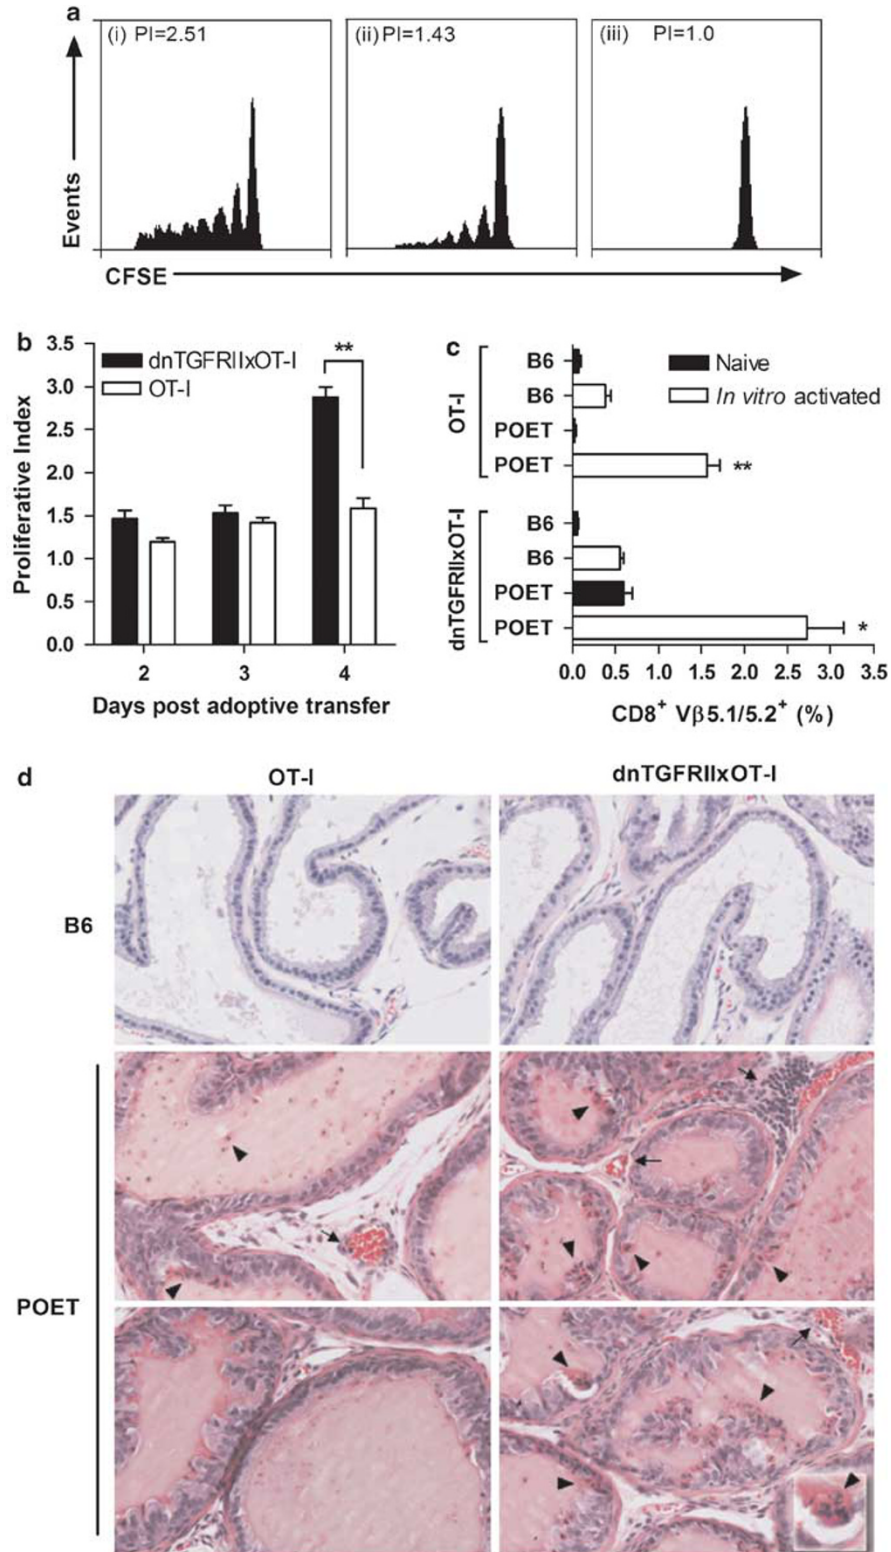 a
(i) PI=2.51
(ii) PI=1.43
(iii) PI=1.0
Events
CFSE
b
3.5
3.0
2.5
2.0
1.5
1.0
0.5
0.0
Proliferative Index
dnTGFRIIxOT-I
OT-I
**
2 3 4
Days post adoptive transfer
c
OT-I
B6
B6
POET
POET
**
dnTGFRIIxOT-I
B6
B6
POET
POET
*
Naive
In vitro activated
0.0 0.5 1.0 1.5 2.0 2.5 3.0 3.5
CD8+ Vβ5.1/5.2+ (%)
d
OT-I
dnTGFRIIxOT-I
B6
POET